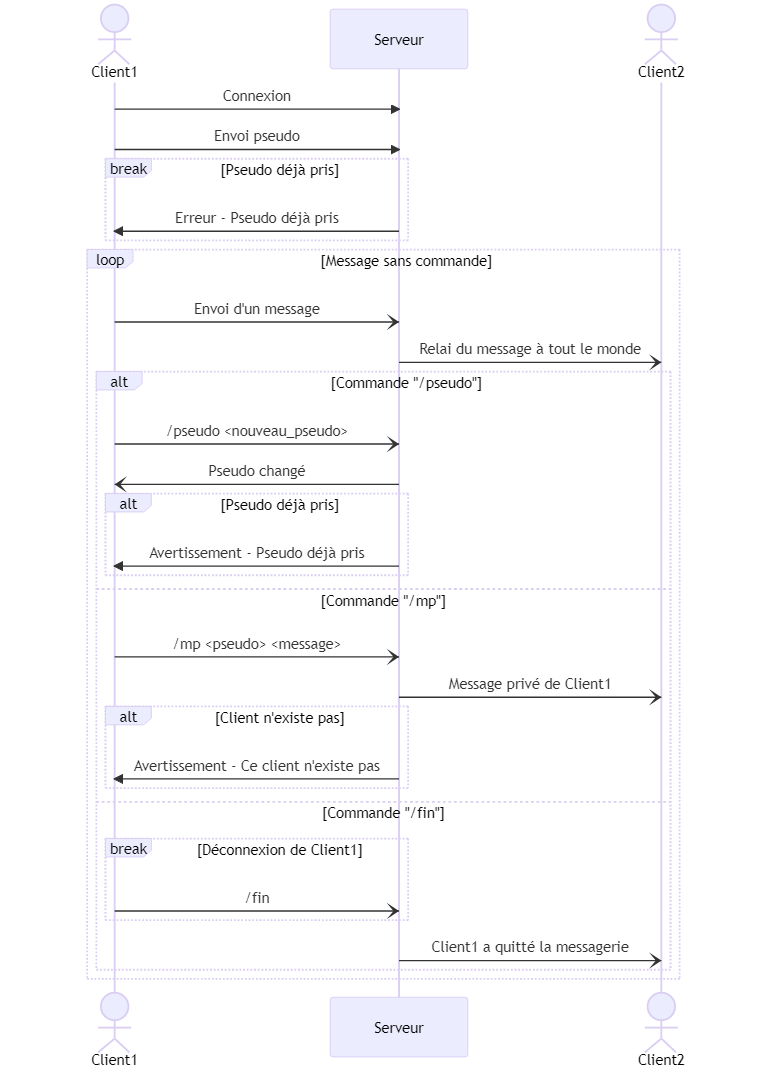 Serveur
Client1
Client2
Connexion
Envoi pseudo
break
[Pseudo déjà pris]
Erreur - Pseudo déjà pris
loop
[Message sans commande]
Envoi d'un message
Relai du message à tout le monde
alt
[Commande "/pseudo"]
/pseudo <nouveau_pseudo>
Pseudo changé
alt
[Pseudo déjà pris]
Avertissement - Pseudo déjà pris
[Commande "/mp"]
/mp <pseudo> <message>
Message privé de Client1
alt
[Client n'existe pas]
Avertissement - Ce client n'existe pas
[Commande "/fin"]
break
[Déconnexion de Client1]
/fin
Client1 a quitté la messagerie
Serveur
Client1
Client2